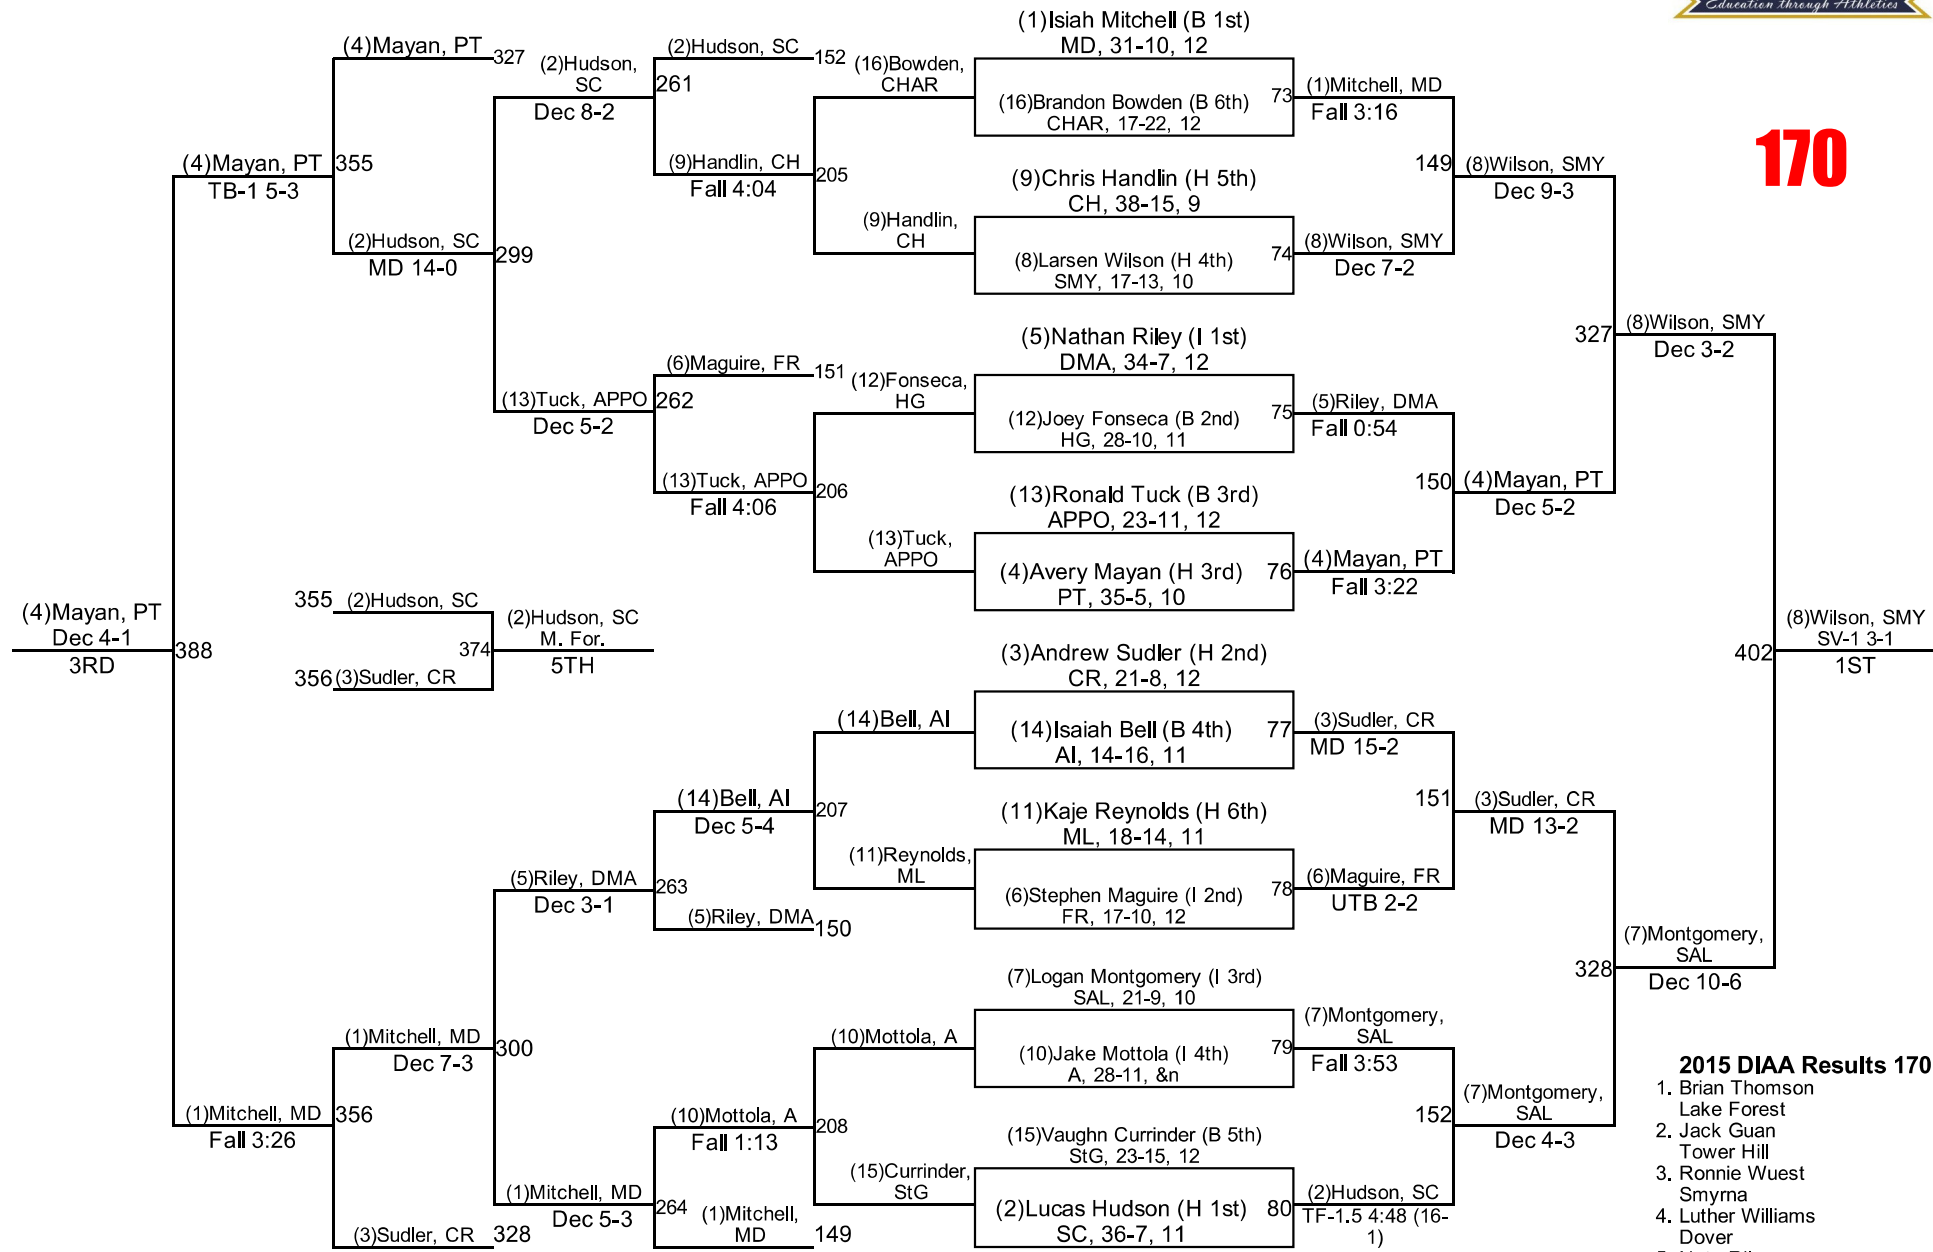 Education through Athletics
170
(4)Mayan, PT
327
(2)Hudson, SC
355
(4)Mayan, PT
TB-1 5-3
(2)Hudson, SC
MD 14-0
299
(2)Hudson,
SC
Dec 8-2
261
(2)Hudson, SC
152
(9)Handlin, CH
Fall 4:04
205
(16)Bowden,
CHAR
(9)Handlin,
CH
(13)Tuck, APPO
Dec 5-2
262
(6)Maguire, FR
151
(13)Tuck, APPO
Fall 4:06
206
(12)Fonseca,
HG
(13)Tuck,
APPO
(4)Mayan, PT
Dec 4-1
3RD
388
355 (2)Hudson, SC
356 (3)Sudler, CR
374
(2)Hudson, SC
M. For.
5TH
(14)Bell, AI
(11)Reynolds,
ML
207
(14)Bell, AI
Dec 5-4
(5)Riley, DMA
150
263
(5)Riley, DMA
Dec 3-1
(1)Mitchell, MD
Dec 7-3
300
(10)Mottola, A
(15)Currinder,
StG
208
(10)Mottola, A
Fall 1:13
(1)Mitchell,
MD
149
264
(1)Mitchell, MD
Dec 5-3
(1)Mitchell, MD
Fall 3:26
356
(3)Sudler, CR
328
(1)Isiah Mitchell (B 1st)
MD, 31-10, 12
(16)Brandon Bowden (B 6th)
CHAR, 17-22, 12
73
(9)Chris Handlin (H 5th)
CH, 38-15, 9
(8)Larsen Wilson (H 4th)
SMY, 17-13, 10
74
(5)Nathan Riley (I 1st)
DMA, 34-7, 12
(12)Joey Fonseca (B 2nd)
HG, 28-10, 11
75
(13)Ronald Tuck (B 3rd)
APPO, 23-11, 12
(4)Avery Mayan (H 3rd)
PT, 35-5, 10
76
(3)Andrew Sudler (H 2nd)
CR, 21-8, 12
(14)Isaiah Bell (B 4th)
AI, 14-16, 11
77
(11)Kaje Reynolds (H 6th)
ML, 18-14, 11
(6)Stephen Maguire (I 2nd)
FR, 17-10, 12
78
(7)Logan Montgomery (I 3rd)
SAL, 21-9, 10
(10)Jake Mottola (I 4th)
A, 28-11, &n
79
(15)Vaughn Currinder (B 5th)
StG, 23-15, 12
(2)Lucas Hudson (H 1st)
SC, 36-7, 11
80
(1)Mitchell, MD
Fall 3:16
(8)Wilson, SMY
Dec 7-2
149
(8)Wilson, SMY
Dec 9-3
(5)Riley, DMA
Fall 0:54
(4)Mayan, PT
Fall 3:22
150
(4)Mayan, PT
Dec 5-2
327
(8)Wilson, SMY
Dec 3-2
(3)Sudler, CR
MD 15-2
(6)Maguire, FR
UTB 2-2
151
(3)Sudler, CR
MD 13-2
(7)Montgomery,
SAL
Fall 3:53
(2)Hudson, SC
TF-1.5 4:48 (16-
1)
152
(7)Montgomery,
SAL
Dec 4-3
328
(7)Montgomery,
SAL
Dec 10-6
402
(8)Wilson, SMY
SV-1 3-1
1ST
2015 DIAA Results 170
1. Brian Thomson
Lake Forest
2. Jack Guan
Tower Hill
3. Ronnie Wuest
Smyrna
4. Luther Williams
Dover